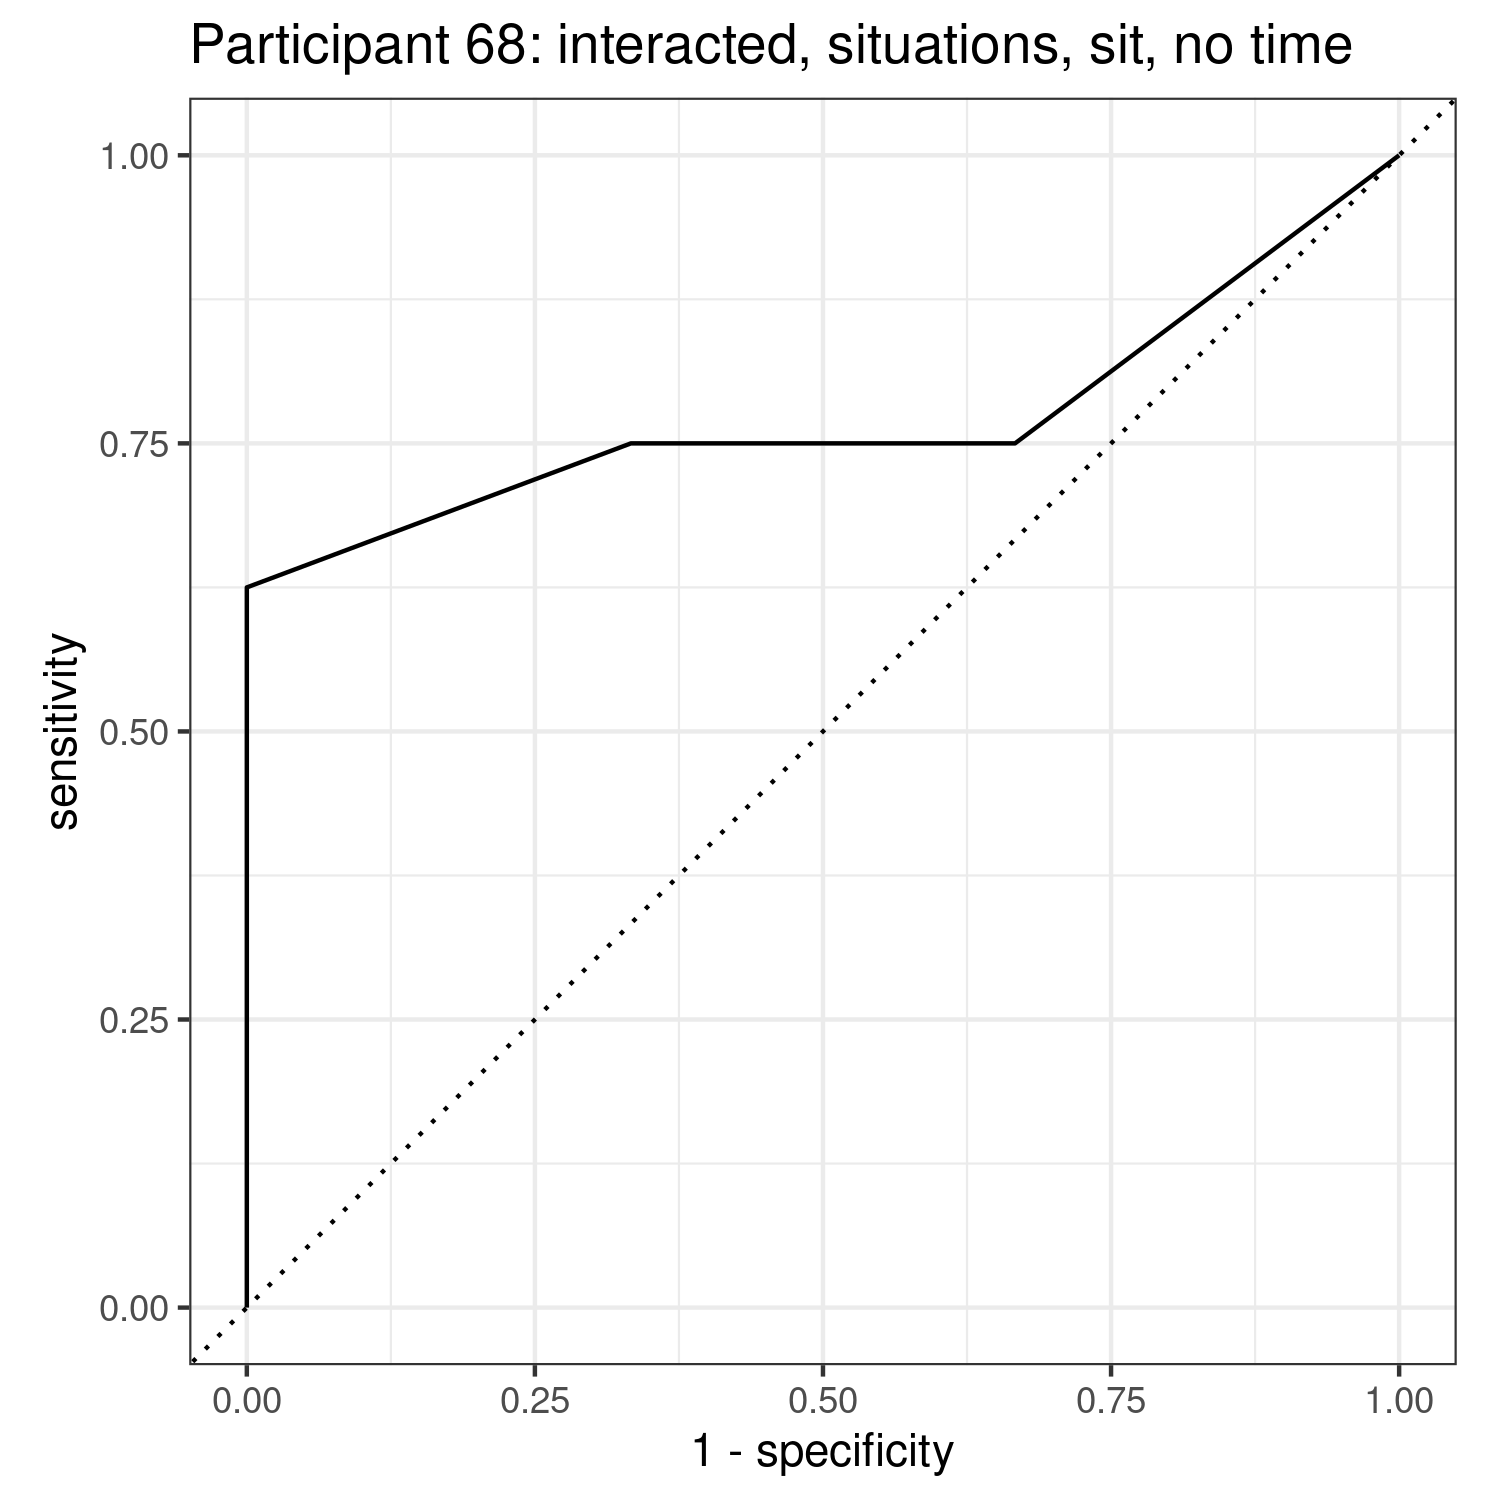 Participant 68: interacted, situations, sit, no time
1.00
0.75
0.50
0.25
0.00
sensitivity
0.00 0.25 0.50 0.75 1.00
1 - specificity